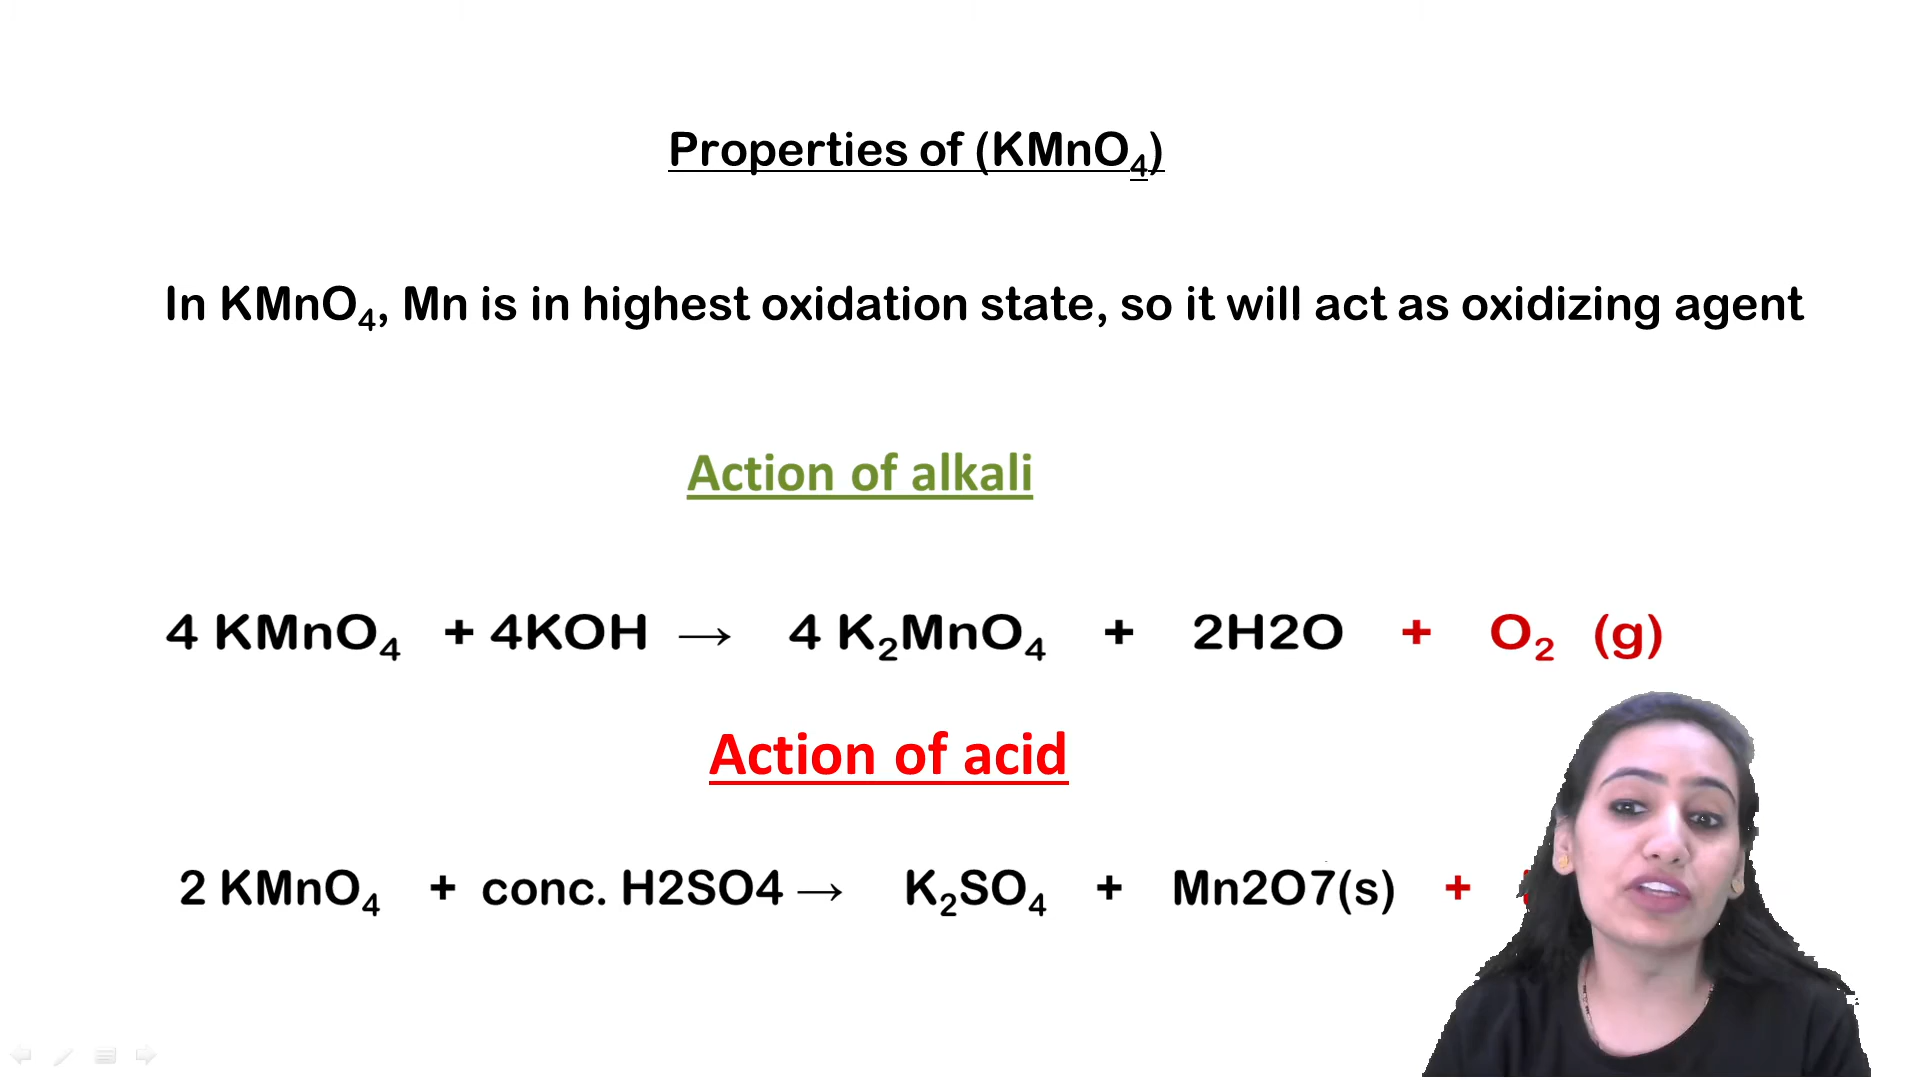 Properties of (KMnO₄)
In KMnO₄, Mn is in highest oxidation state, so it will act as oxidizing agent
Action of alkali
4 KMnO₄ + 4KOH → 4 K₂MnO₄ + 2H2O + O₂ (g)
Action of acid
2 KMnO₄ + conc. H2SO4 → K₂SO₄ + Mn2O7(s) +